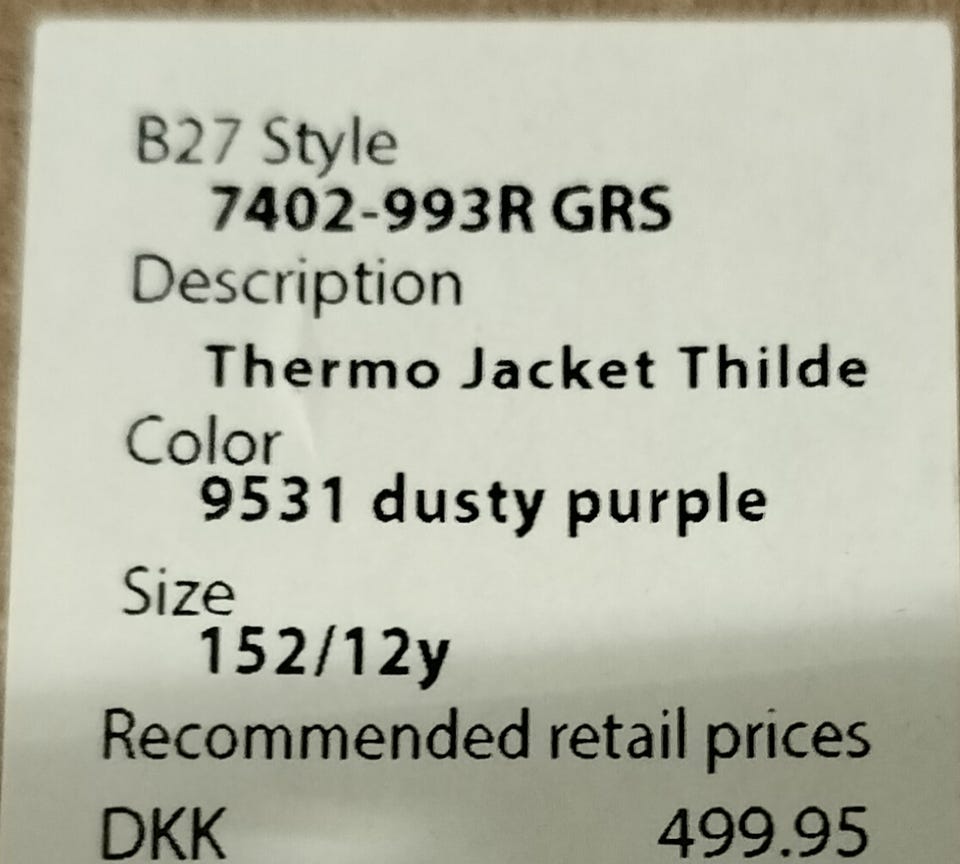 B27 Style
7402-993R GRS
Description
Thermo Jacket Thilde
Color
9531 dusty purple
Size
152/12y
Recommended retail prices
DKK 499.95